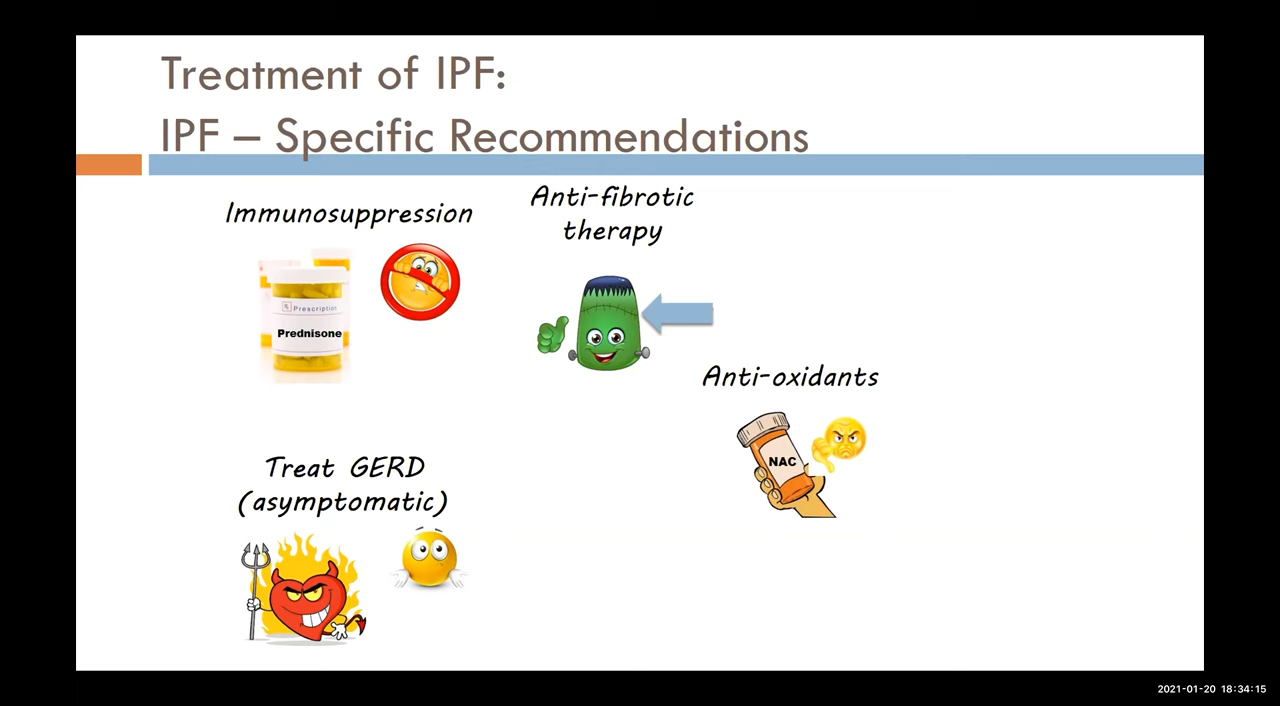 Treatment of IPF:
IPF – Specific Recommendations
Immunosuppression
Prescription
Prednisone
Anti-fibrotic
therapy
Anti-oxidants
NAC
Treat GERD
(asymptomatic)
2021-01-20 18:34:15